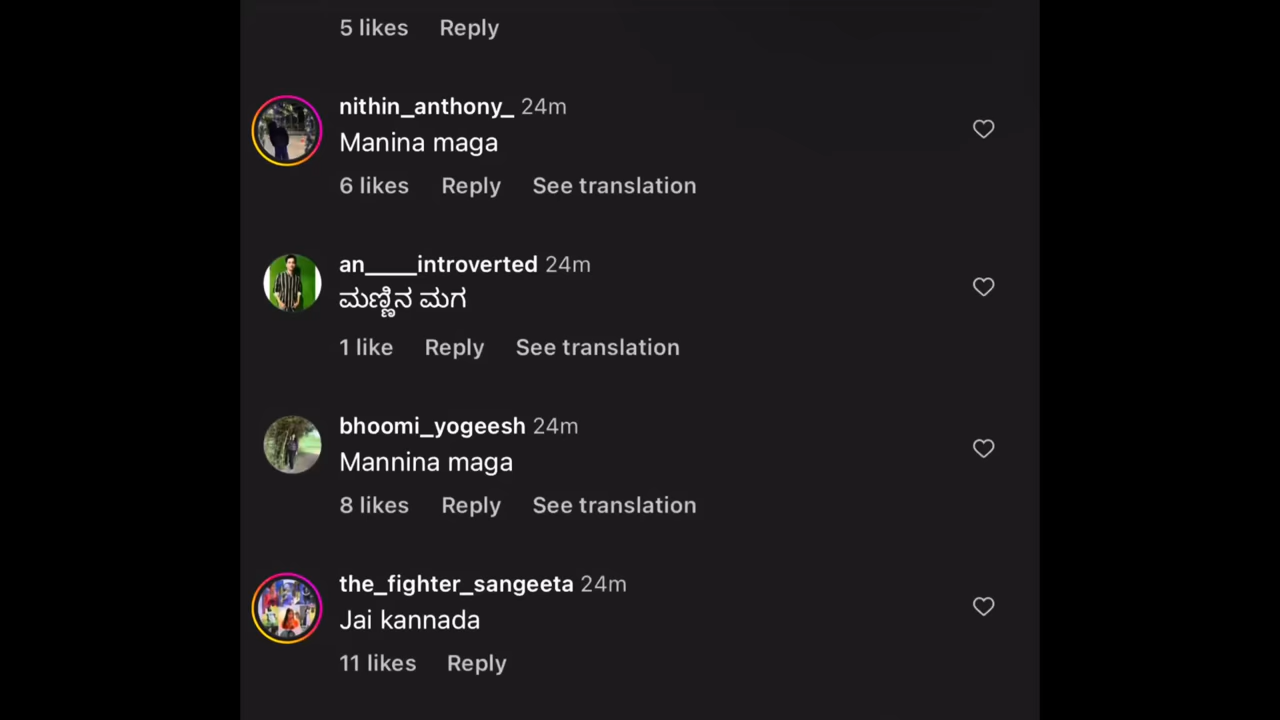 5 likes Reply
nithin_anthony_ 24m
Manina maga
6 likes Reply See translation
an_____introverted 24m
ಮಣ್ಣಿನ ಮಗ
1 like Reply See translation
bhoomi_yogeesh 24m
Mannina maga
8 likes Reply See translation
the_fighter_sangeeta 24m
Jai kannada
11 likes Reply